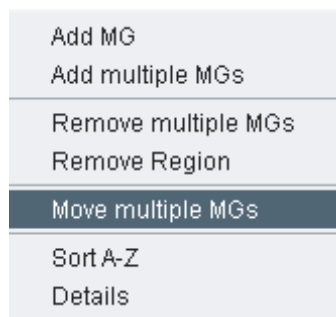 Add MG
Add multiple MGs
Remove multiple MGs
Remove Region
Move multiple MGs
Sort A-Z
Details